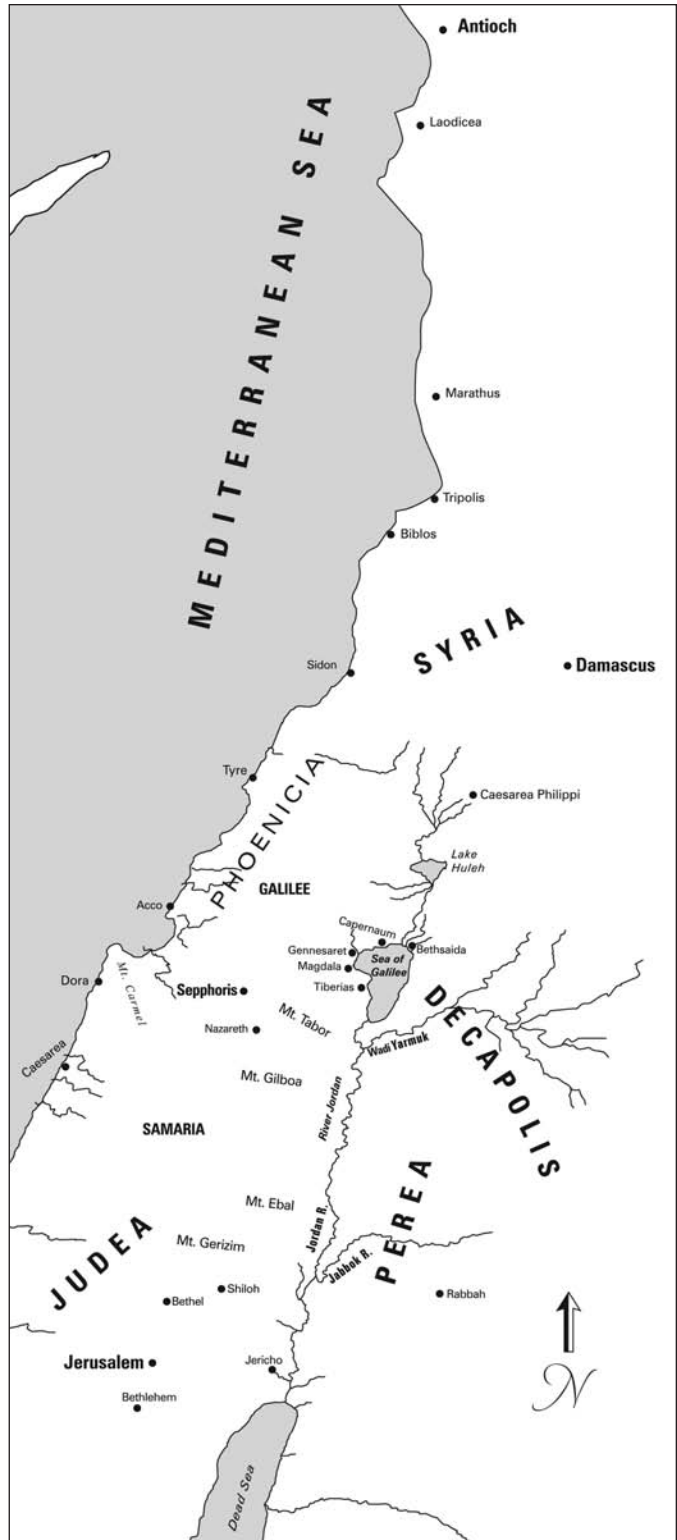 Antioch
Laodicea
MEDITERRANEAN SEA
Marathus
Tripolis
Biblos
SYRIA
Sidon
Damascus
Tyre
PHOENICIA
Caesarea Philippi
Lake
Huleh
GALILEE
Acco
Capernaum
Gennesaret
Sea of
Galilee
Bethsaida
Magdala
Dora
Mt. Carmel
Sepphoris
Tiberias
DECAPOLIS
Mt. Tabor
Nazareth
Wadi Yarmuk
Caesarea
Mt. Gilboa
River Jordan
SAMARIA
PEREA
Mt. Ebal
Jordan R.
JUDEA
Mt. Gerizim
Jabbok R.
Shiloh
Bethel
Rabbah
Jerusalem
Jericho
N
Bethlehem
Dead Sea